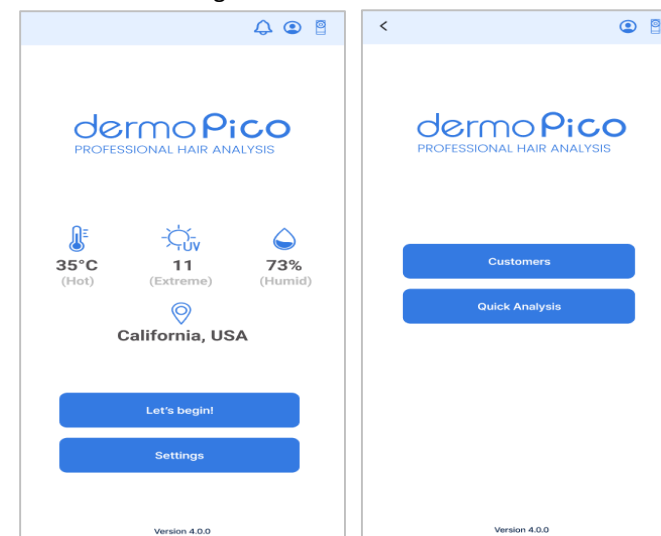 dermoPico
PROFESSIONAL HAIR ANALYSIS
UV
35°C
11
73%
(Hot)
(Extreme)
(Humid)
California, USA
Let's begin!
Settings
Version 4.0.0
<
dermoPico
PROFESSIONAL HAIR ANALYSIS
Customers
Quick Analysis
Version 4.0.0